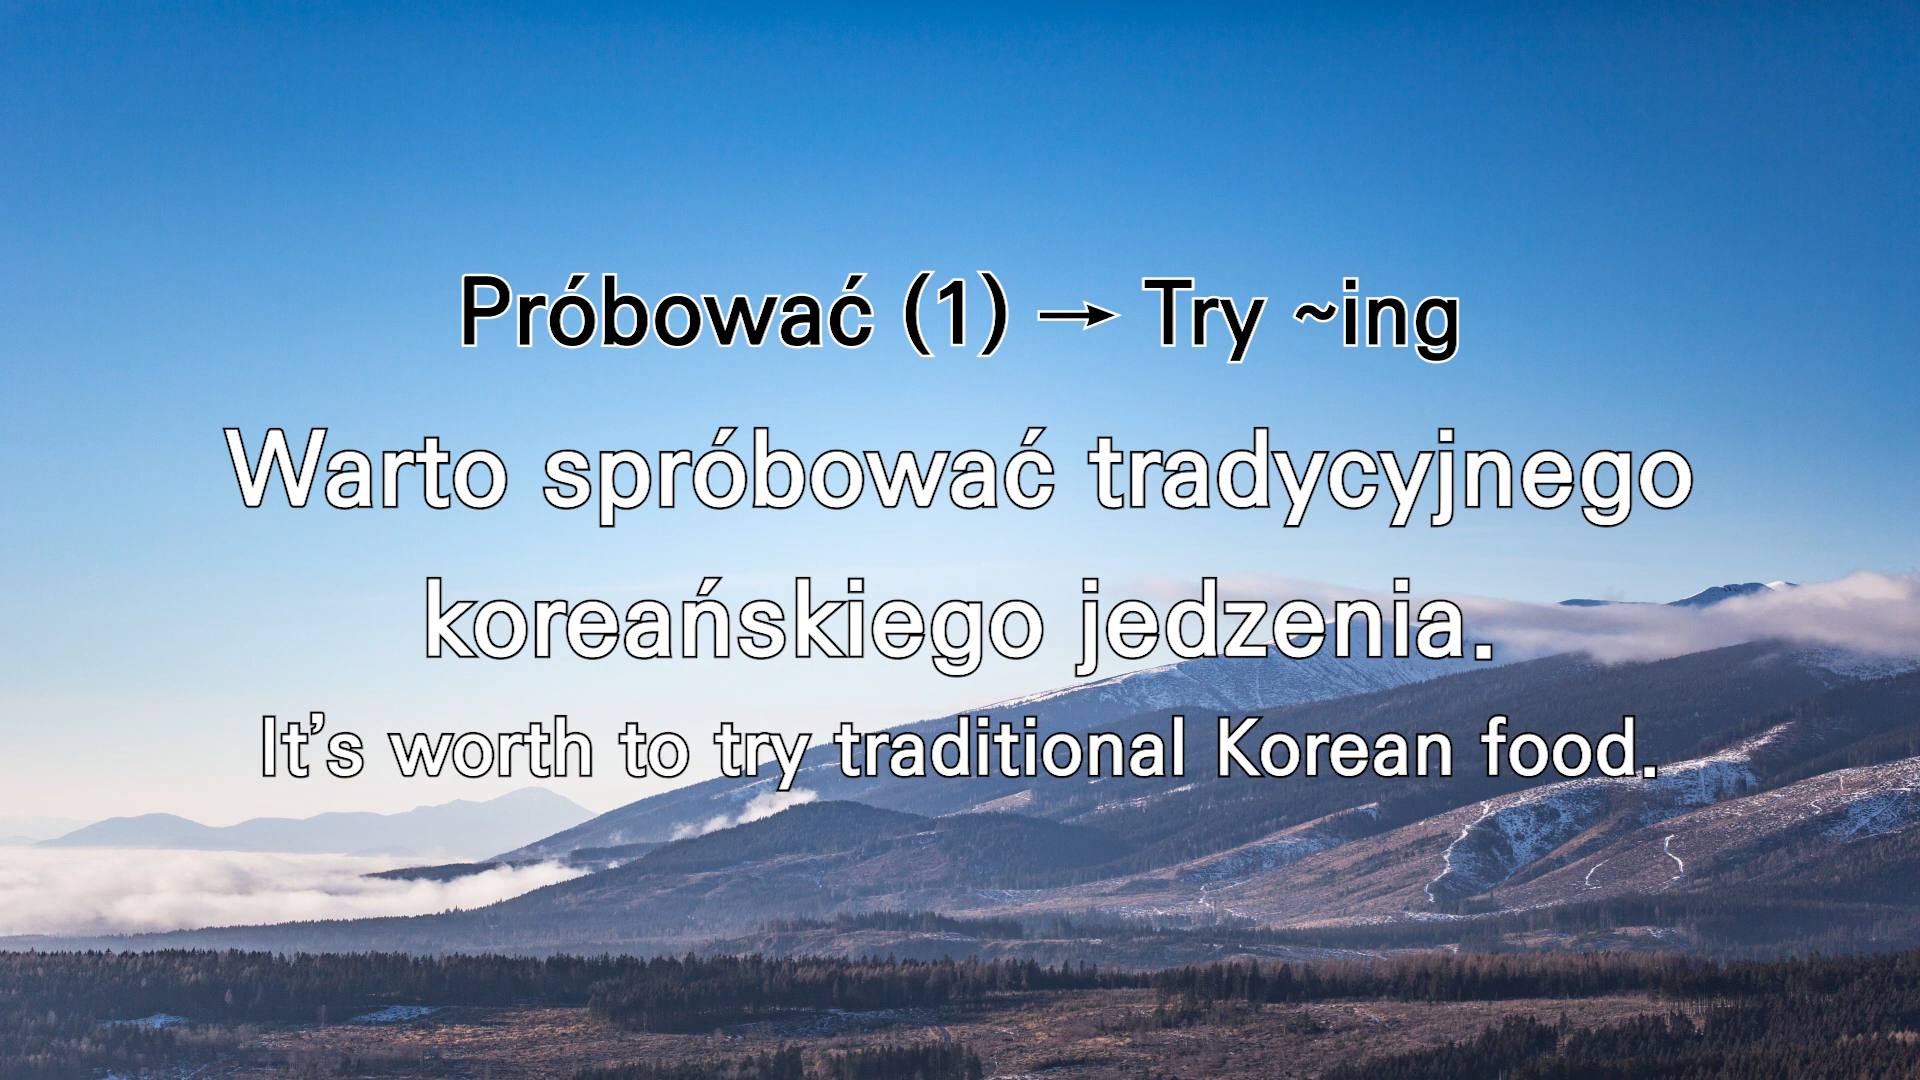 Próbować (1) → Try ~ing
Warto spróbować tradycyjnego
koreańskiego jedzenia.
It’s worth to try traditional Korean food.